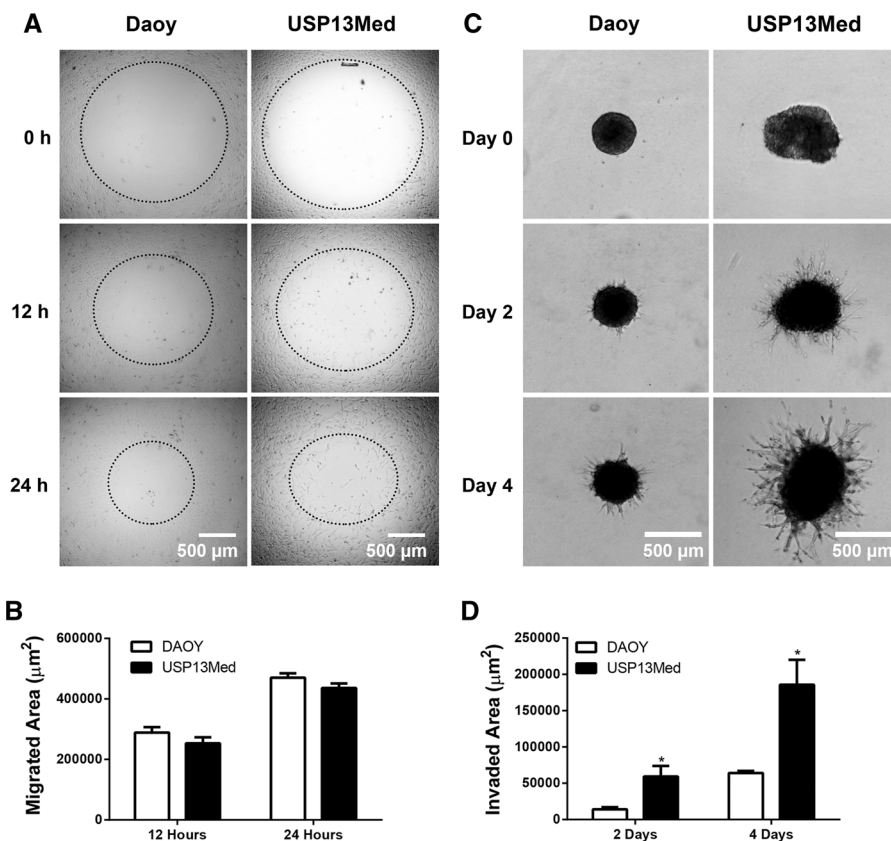 A
Daoy
USP13Med
0 h
12 h
24 h
500 µm
500 µm
C
Daoy
USP13Med
Day 0
Day 2
Day 4
500 µm
500 µm
B
Migrated Area (µm²)
600000
400000
200000
0
DAOY
USP13Med
12 Hours
24 Hours
D
Invaded Area (µm²)
250000
200000
150000
100000
50000
0
DAOY
USP13Med
*
*
2 Days
4 Days